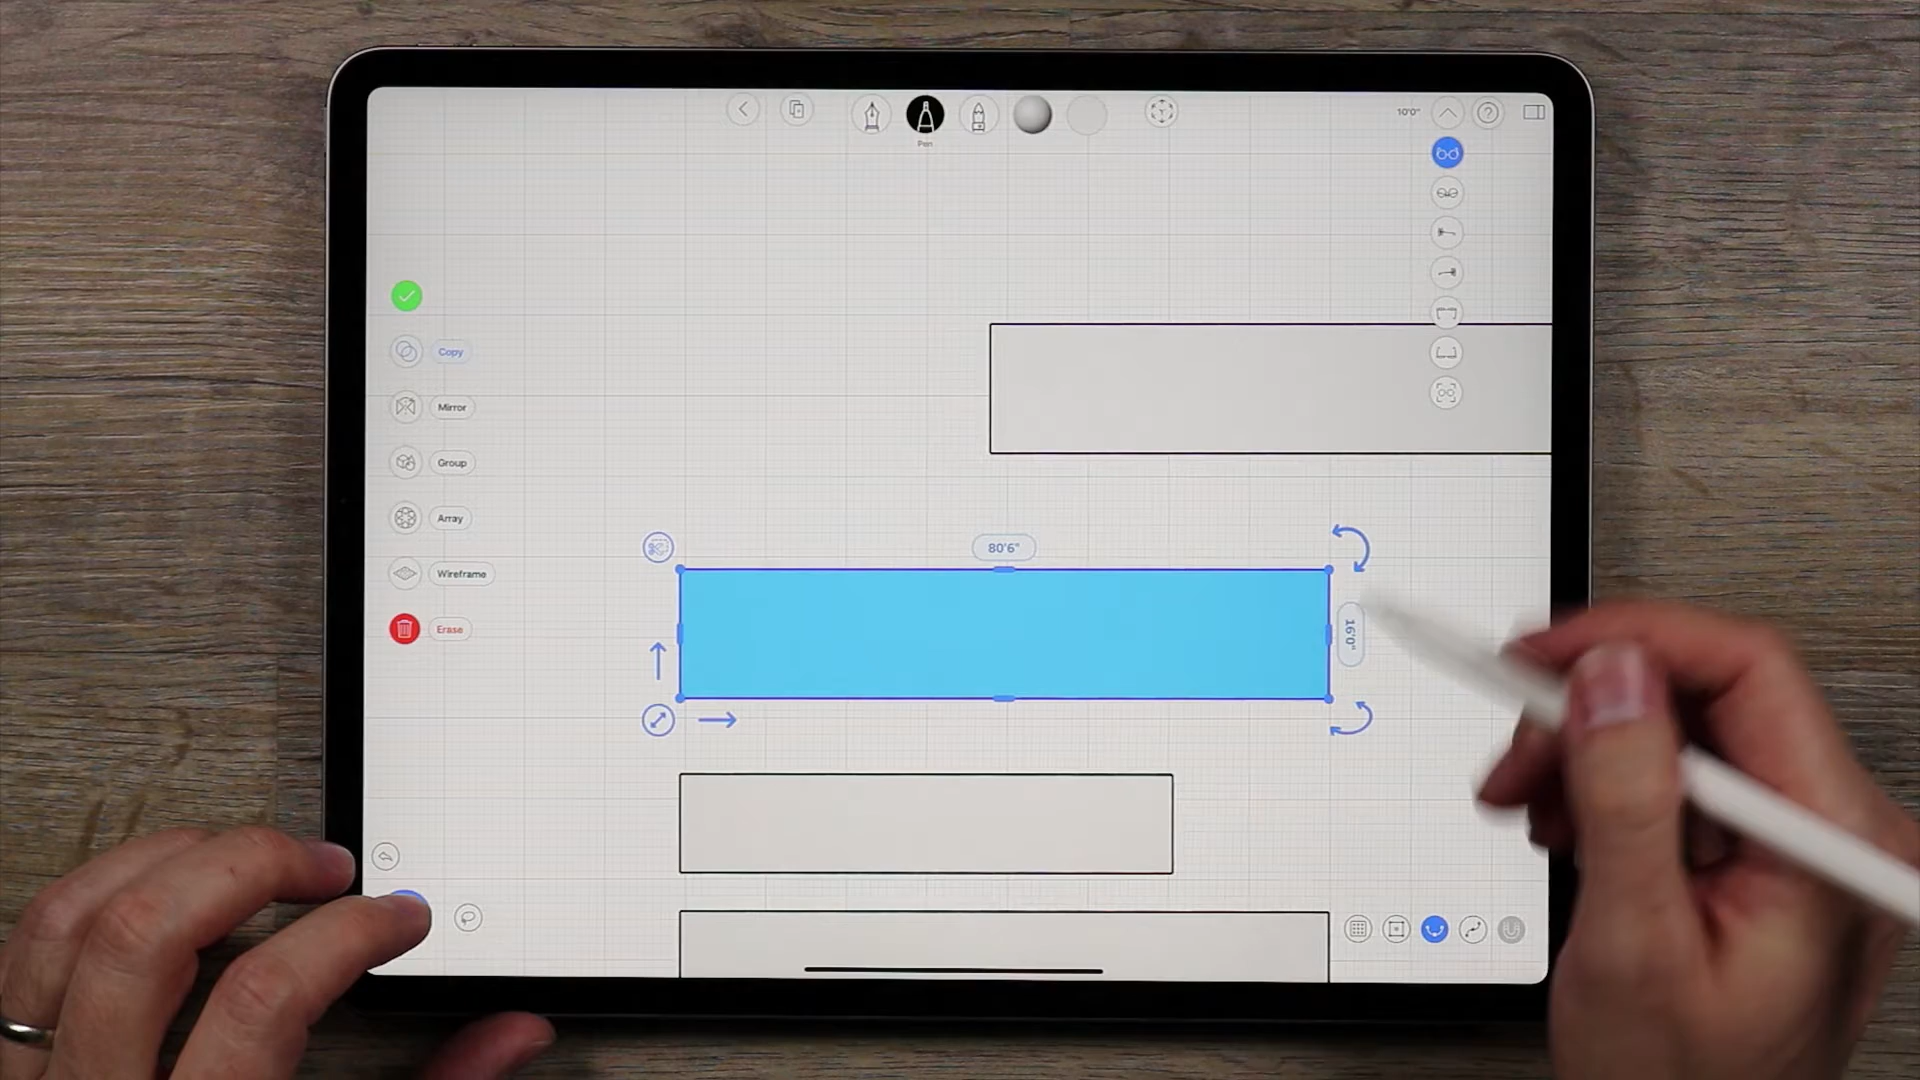 Pen
10'0"
Copy
Mirror
Group
Array
Wireframe
Erase
80'6"
16'0"